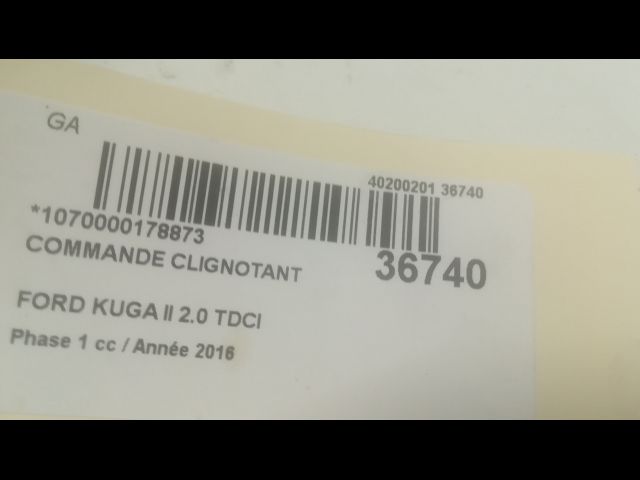 GA
40200201 36740
*1070000178873
36740
COMMANDE CLIGNOTANT
FORD KUGA II 2.0 TDCI
Phase 1 cc / Année 2016